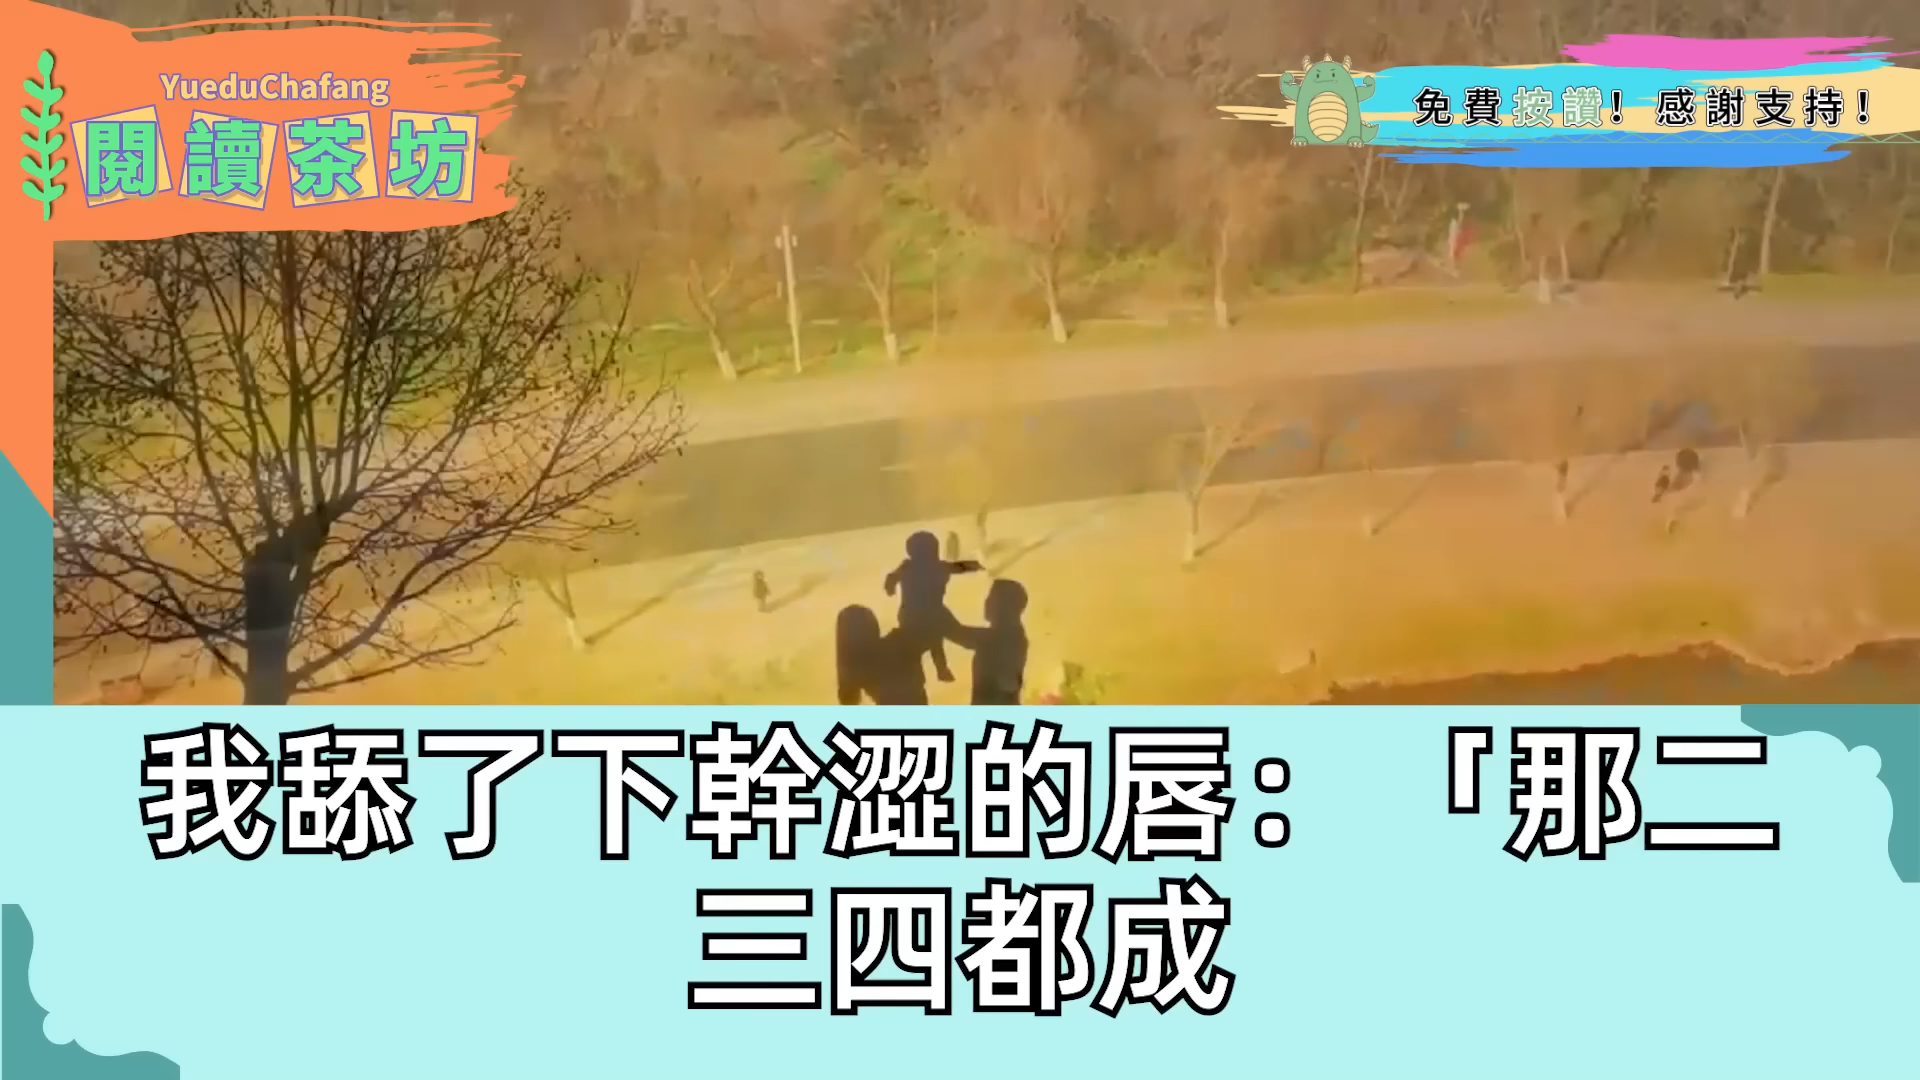 YueduChafang
閱讀茶坊
免費按讚！感謝支持！
我舔了下幹澀的唇：「那二
三四都成